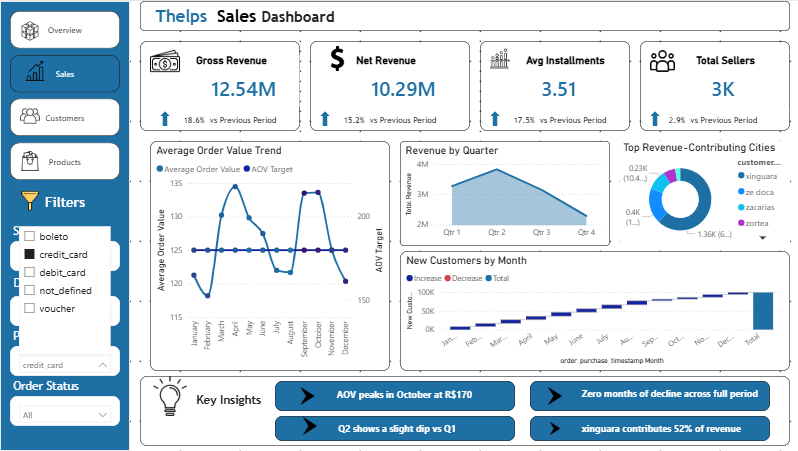 Thelps Sales Dashboard
Overview
Sales
Customers
Products
Filters
S
boleto
credit_card
debit_card
not_defined
voucher
D
P
credit_card
Order Status
All
Gross Revenue
12.54M
18.6% vs Previous Period
Net Revenue
10.29M
15.2% vs Previous Period
Avg Installments
3.51
17.5% vs Previous Period
Total Sellers
3K
2.9% vs Previous Period
Average Order Value Trend
Average Order Value AOV Target
Average Order Value
135
130
125
120
115
200
150
AOV Target
January
February
March
April
May
June
July
August
September
October
November
December
Revenue by Quarter
Total Revenue
4M
3M
2M
Qtr 1 Qtr 2 Qtr 3 Qtr 4
Top Revenue-Contributing Cities
0.23K
(10.4...)
0.4K
(1...)
1.36K (6...)
customer...
xinguara
ze doca
zacarias
zortea
New Customers by Month
Increase Decrease Total
New Custo...
100K
50K
0K
Jan... Feb... Mar... April May June July Au... Sep... Oct... No... Dec... Total
order_purchase_timestamp Month
Key Insights
AOV peaks in October at R$170
Zero months of decline across full period
Q2 shows a slight dip vs Q1
xinguara contributes 52% of revenue